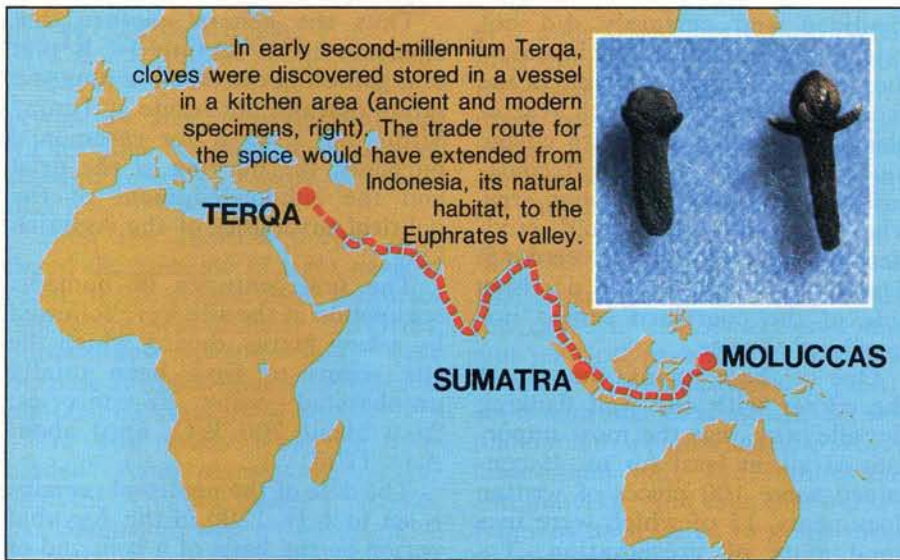 In early second-millennium Terqa,
cloves were discovered stored in a vessel
in a kitchen area (ancient and modern
specimens, right). The trade route for
the spice would have extended from
Indonesia, its natural
habitat, to the
Euphrates valley.
TERQA
SUMATRA
MOLUCCAS